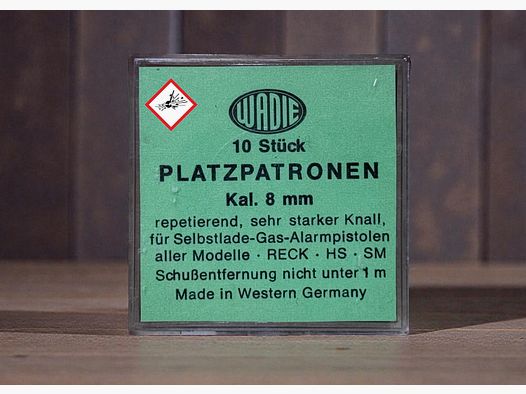 WADIE
10 Stück
PLATZPATRONEN
Kal. 8 mm
repetierend, sehr starker Knall,
für Selbstlade-Gas-Alarmpistolen
aller Modelle · RECK · HS · SM
Schußentfernung nicht unter 1 m
Made in Western Germany